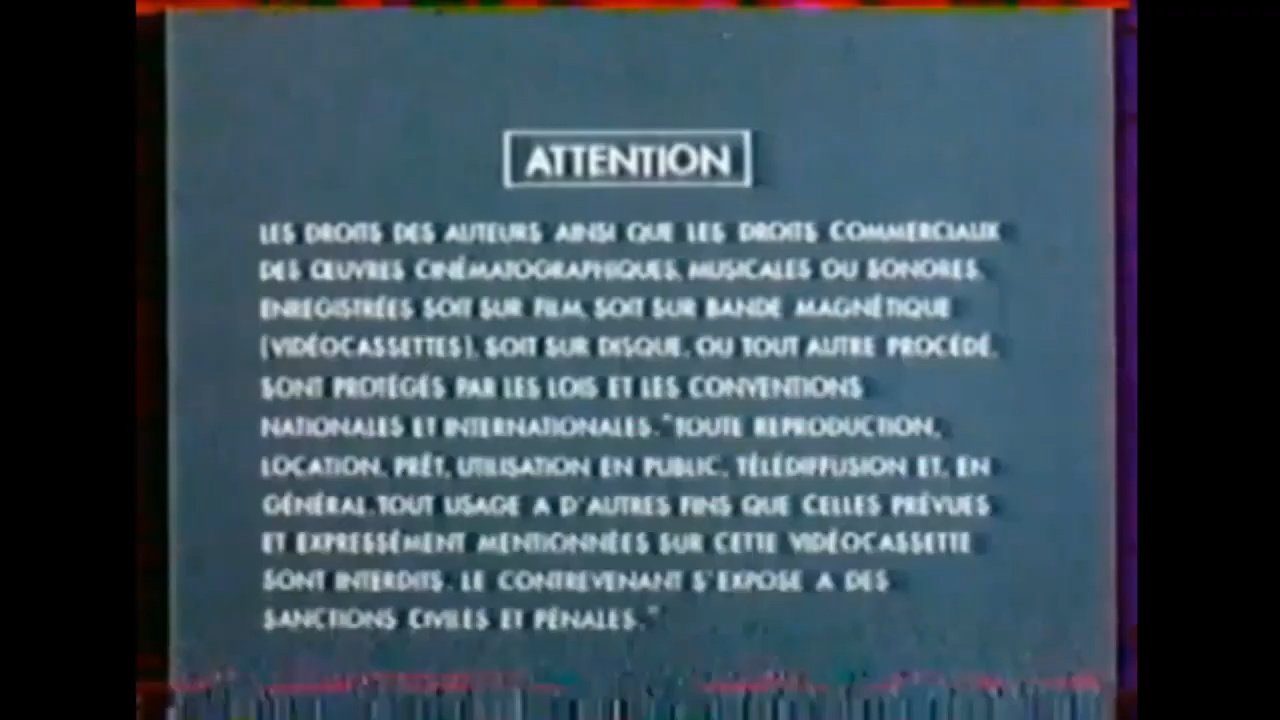 ATTENTION
LES DROITS DES AUTEURS AINSI QUE LES DROITS COMMERCIAUX
DES ŒUVRES CINÉMATOGRAPHIQUES, MUSICALES OU SONORES,
ENREGISTRÉES SOIT SUR FILM, SOIT SUR BANDE MAGNÉTIQUE
(VIDÉOCASSETTES), SOIT SUR DISQUE, OU TOUT AUTRE PROCÉDÉ,
SONT PROTÉGÉS PAR LES LOIS ET LES CONVENTIONS
NATIONALES ET INTERNATIONALES. "TOUTE REPRODUCTION,
LOCATION, PRÊT, UTILISATION EN PUBLIC, TÉLÉDIFFUSION ET, EN
GÉNÉRAL, TOUT USAGE A D'AUTRES FINS QUE CELLES PRÉVUES
ET EXPRESSÉMENT MENTIONNÉES SUR CETTE VIDÉOCASSETTE
SONT INTERDITS. LE CONTREVENANT S'EXPOSE A DES
SANCTIONS CIVILES ET PÉNALES."